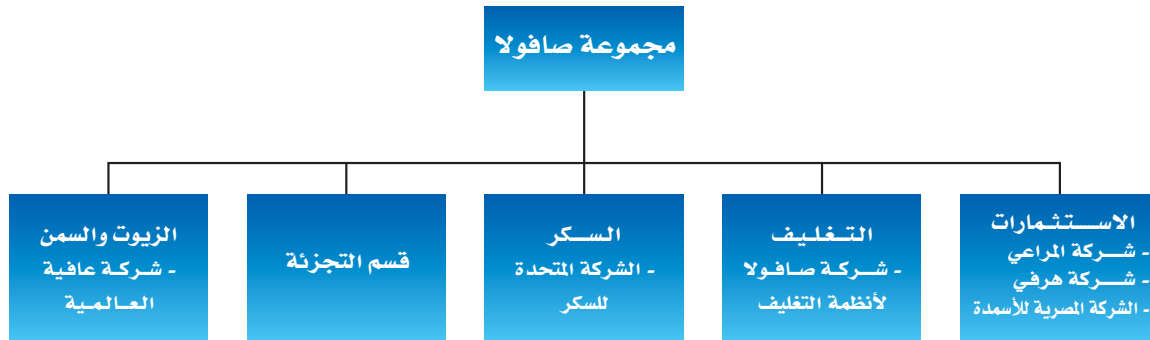 مجموعة صافولا
الاستثمارات
- شركة المراعي
- شركة هرفي
- الشركة المصرية للأسمدة
التغليف
- شركة صافولا
لأنظمة التغليف
السكر
- الشركة المتحدة
للسكر
قسم التجزئة
الزيوت والسمن
- شركة عافية
العالمية